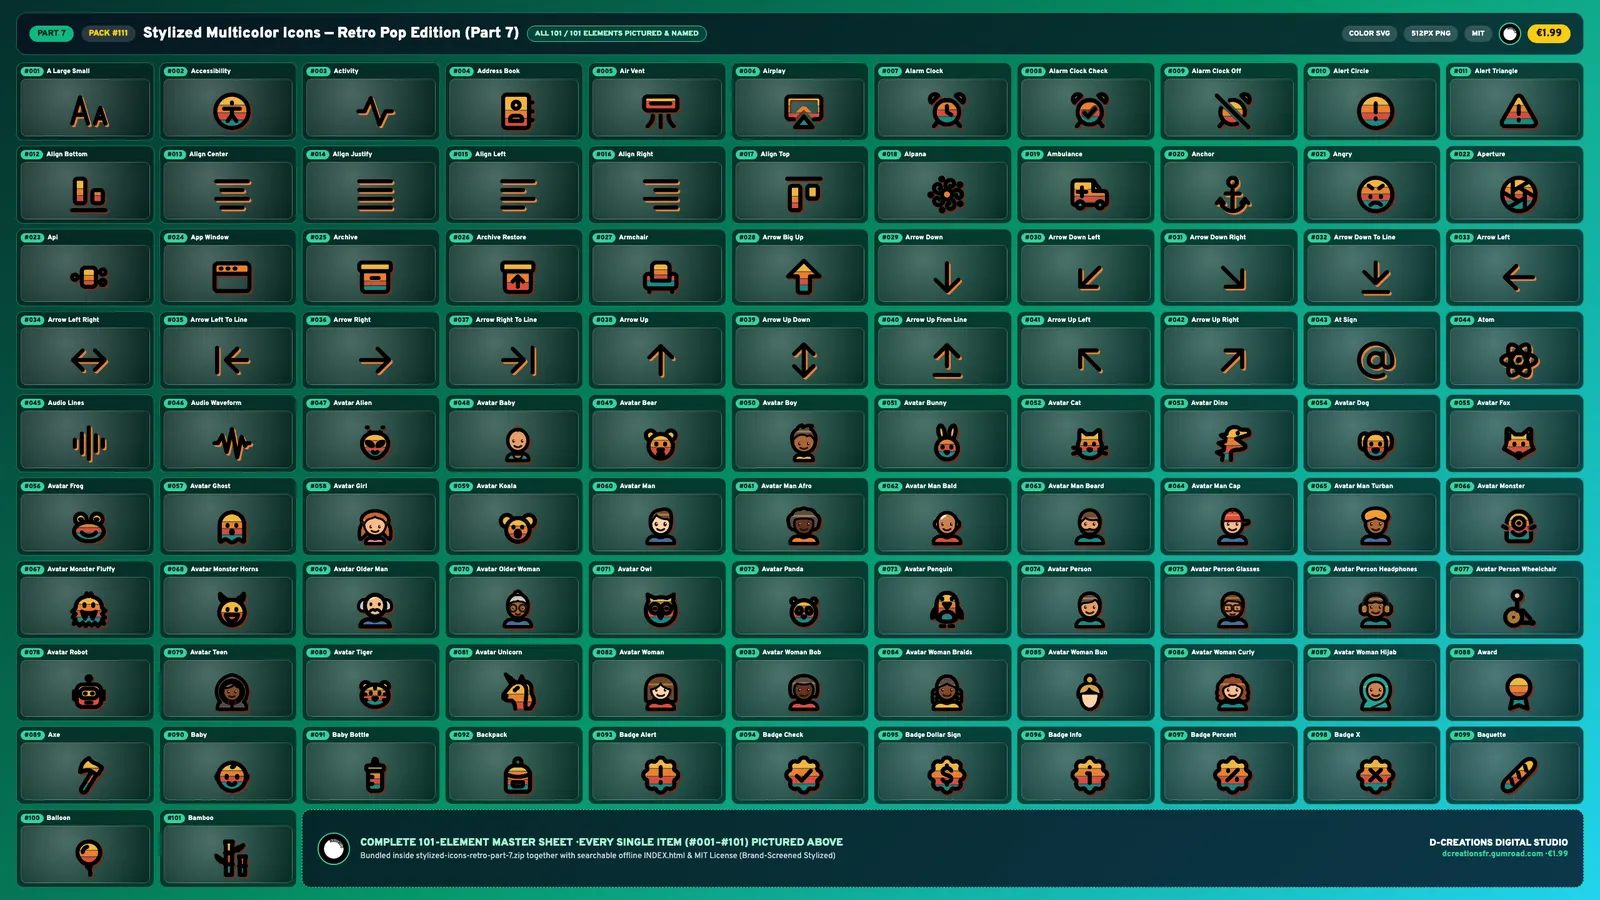 PART 7 PACK #111 Stylized Multicolor Icons – Retro Pop Edition (Part 7) ALL 101 / 101 ELEMENTS PICTURED & NAMED COLOR SVG 512PX PNG MIT €1.99
#001 A Large Small #002 Accessibility #003 Activity #004 Address Book #005 Air Vent #006 Airplay #007 Alarm Clock #008 Alarm Clock Check #009 Alarm Clock Off #010 Alert Circle #011 Alert Triangle
#012 Align Bottom #013 Align Center #014 Align Justify #015 Align Left #016 Align Right #017 Align Top #018 Alpana #019 Ambulance #020 Anchor #021 Angry #022 Aperture
#023 Api #024 App Window #025 Archive #026 Archive Restore #027 Armchair #028 Arrow Big Up #029 Arrow Down #030 Arrow Down Left #031 Arrow Down Right #032 Arrow Down To Line #033 Arrow Left
#034 Arrow Left Right #035 Arrow Left To Line #036 Arrow Right #037 Arrow Right To Line #038 Arrow Up #039 Arrow Up Down #040 Arrow Up From Line #041 Arrow Up Left #042 Arrow Up Right #043 At Sign #044 Atom
#045 Audio Lines #046 Audio Waveform #047 Avatar Alien #048 Avatar Baby #049 Avatar Bear #050 Avatar Boy #051 Avatar Bunny #052 Avatar Cat #053 Avatar Dino #054 Avatar Dog #055 Avatar Fox
#056 Avatar Frog #057 Avatar Ghost #058 Avatar Girl #059 Avatar Koala #060 Avatar Man #061 Avatar Man Afro #062 Avatar Man Bald #063 Avatar Man Beard #064 Avatar Man Cap #065 Avatar Man Turban #066 Avatar Monster
#067 Avatar Monster Fluffy #068 Avatar Monster Horns #069 Avatar Older Man #070 Avatar Older Woman #071 Avatar Owl #072 Avatar Panda #073 Avatar Penguin #074 Avatar Person #075 Avatar Person Glasses #076 Avatar Person Headphones #077 Avatar Person Wheelchair
#078 Avatar Robot #079 Avatar Teen #080 Avatar Tiger #081 Avatar Unicorn #082 Avatar Woman #083 Avatar Woman Bob #084 Avatar Woman Braids #085 Avatar Woman Bun #086 Avatar Woman Curly #087 Avatar Woman Hijab #088 Award
#089 Axe #090 Baby #091 Baby Bottle #092 Backpack #093 Badge Alert #094 Badge Check #095 Badge Dollar Sign #096 Badge Info #097 Badge Percent #098 Badge X #099 Baguette
#100 Balloon #101 Bamboo
COMPLETE 101-ELEMENT MASTER SHEET · EVERY SINGLE ITEM (#001–#101) PICTURED ABOVE
Bundled inside stylized-icons-retro-part-7.zip together with searchable offline INDEX.html & MIT License (Brand-Screened Stylized)
D-CREATIONS DIGITAL STUDIO
dcreationsfr.gumroad.com · €1.99